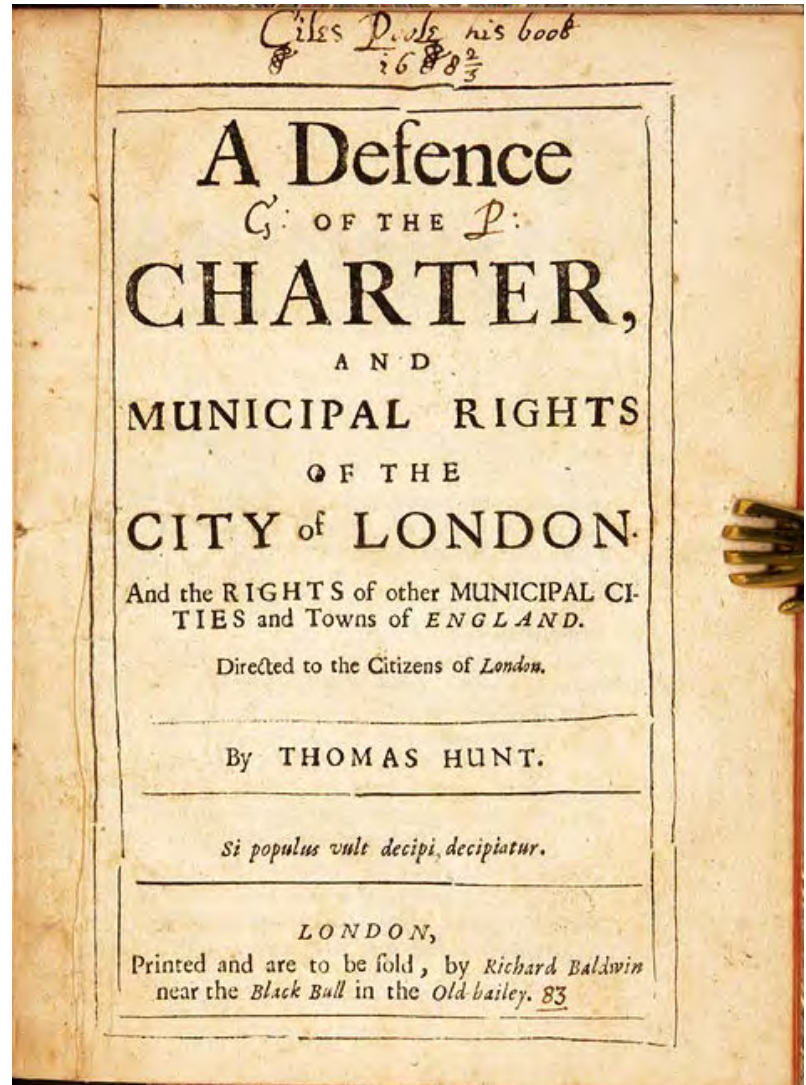 Giles Poole his book
168 2/3
A Defence
G: OF THE P:
CHARTER,
AND
MUNICIPAL RIGHTS
OF THE
CITY of LONDON.
And the RIGHTS of other MUNICIPAL CI-
TIES and Towns of ENGLAND.
Directed to the Citizens of London.
By THOMAS HUNT.
Si populus vult decipi, decipiatur.
LONDON,
Printed and are to be ſold, by Richard Baldwin
near the Black Bull in the Old-bailey. 83